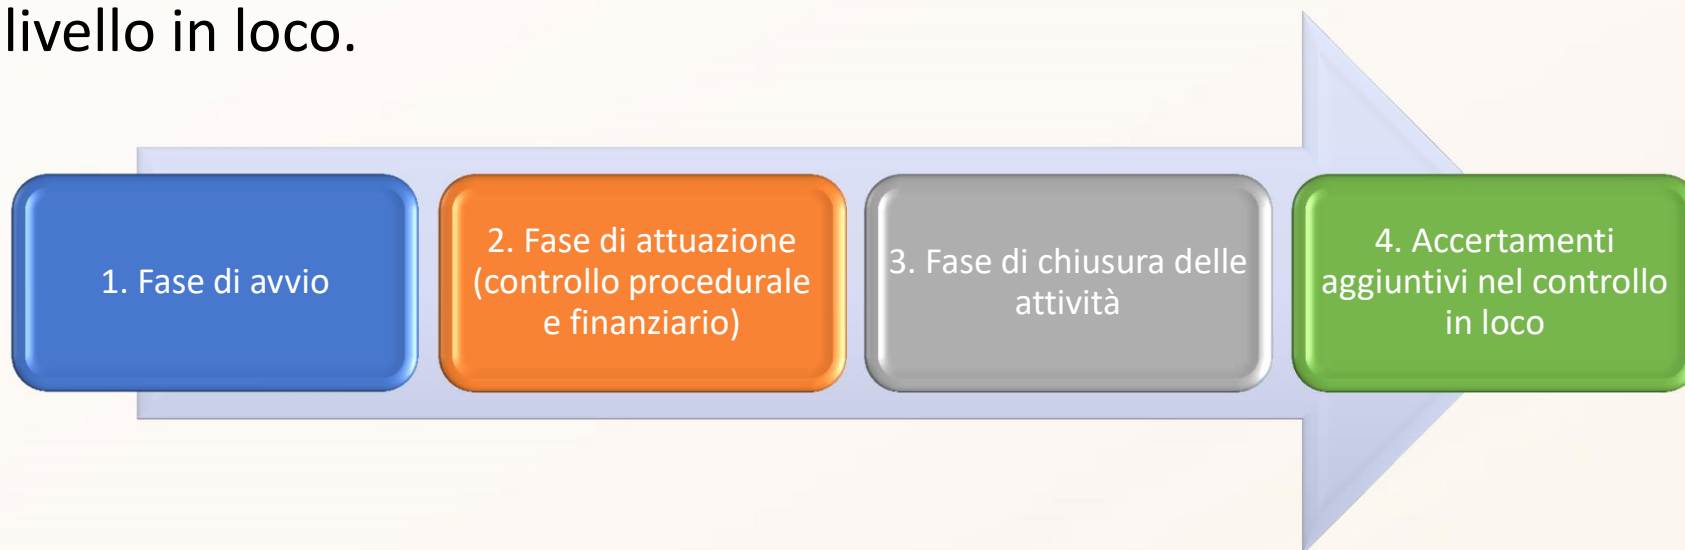 livello in loco.
1. Fase di avvio
2. Fase di attuazione
(controllo procedurale
e finanziario)
3. Fase di chiusura delle
attività
4. Accertamenti
aggiuntivi nel controllo
in loco